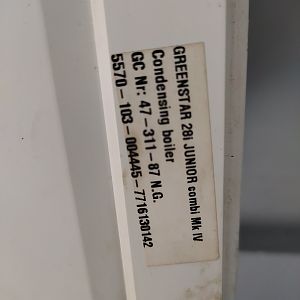 GREENSTAR 28i JUNIOR combi Mk IV
Condensing boiler
GC Nr: 47-311-87 N.G.
5570-103-004445-7716130142